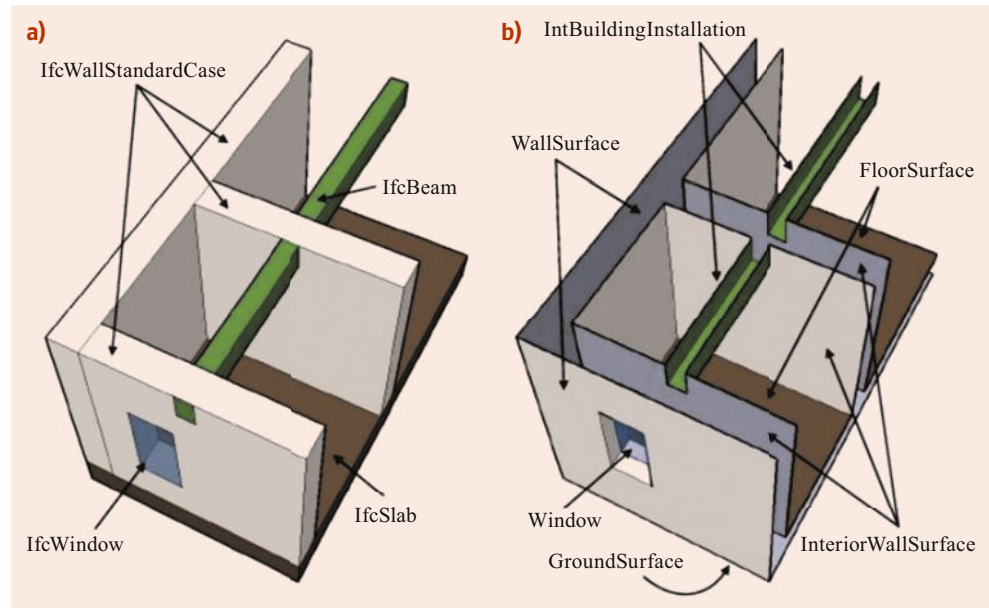 a)
IfcWallStandardCase
IfcBeam
IfcSlab
IfcWindow
b)
IntBuildingInstallation
WallSurface
FloorSurface
Window
InteriorWallSurface
GroundSurface